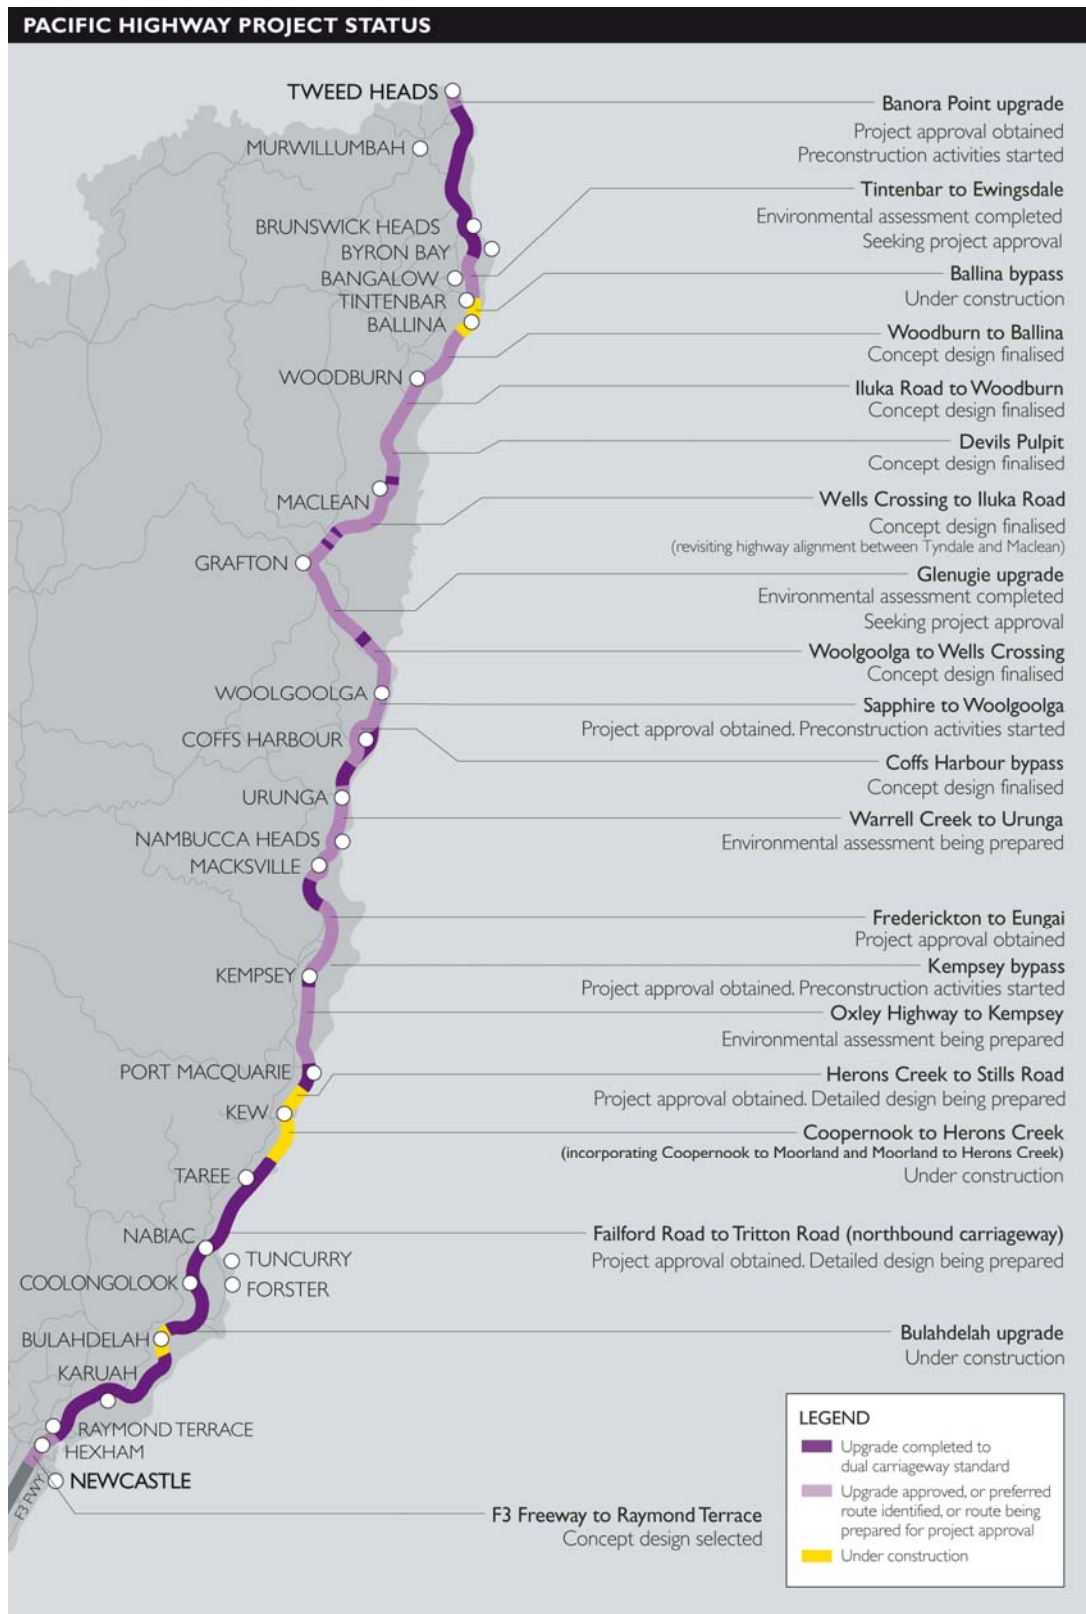 PACIFIC HIGHWAY PROJECT STATUS
TWEED HEADS
Banora Point upgrade
Project approval obtained
Preconstruction activities started
MURWILLUMBAH
Tintenbar to Ewingsdale
Environmental assessment completed
Seeking project approval
BRUNSWICK HEADS
BYRON BAY
BANGALOW
TINTENBAR
BALLINA
Ballina bypass
Under construction
Woodburn to Ballina
Concept design finalised
WOODBURN
Iluka Road to Woodburn
Concept design finalised
Devils Pulpit
Concept design finalised
MACLEAN
Wells Crossing to Iluka Road
Concept design finalised
(revisiting highway alignment between Tyndale and Maclean)
GRAFTON
Glenugie upgrade
Environmental assessment completed
Seeking project approval
Woolgoolga to Wells Crossing
Concept design finalised
WOOLGOOLGA
Sapphire to Woolgoolga
Project approval obtained. Preconstruction activities started
COFFS HARBOUR
Coffs Harbour bypass
Concept design finalised
URUNGA
Warrell Creek to Urunga
Environmental assessment being prepared
NAMBUCCA HEADS
MACKSVILLE
Frederickton to Eungai
Project approval obtained
KEMPSEY
Kempsey bypass
Project approval obtained. Preconstruction activities started
Oxley Highway to Kempsey
Environmental assessment being prepared
PORT MACQUARIE
Herons Creek to Stills Road
Project approval obtained. Detailed design being prepared
KEW
Coopernook to Herons Creek
(incorporating Coopernook to Moorland and Moorland to Herons Creek)
Under construction
TAREE
NABIAC
Failford Road to Tritton Road (northbound carriageway)
Project approval obtained. Detailed design being prepared
TUNCURRY
COOLONGOLOOK
FORSTER
BULAHDELAH
Bulahdelah upgrade
Under construction
KARUAH
RAYMOND TERRACE
HEXHAM
F3 FWY
NEWCASTLE
F3 Freeway to Raymond Terrace
Concept design selected
LEGEND
Upgrade completed to
dual carriageway standard
Upgrade approved, or preferred
route identified, or route being
prepared for project approval
Under construction